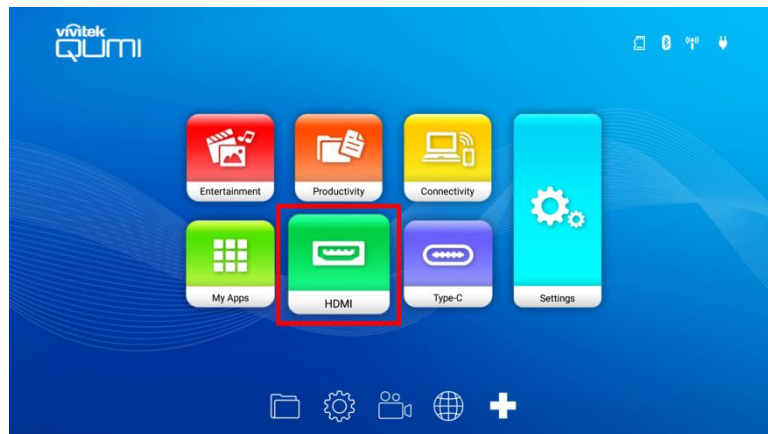 vivitek
QUMI
Entertainment
Productivity
Connectivity
My Apps
HDMI
Type-C
Settings